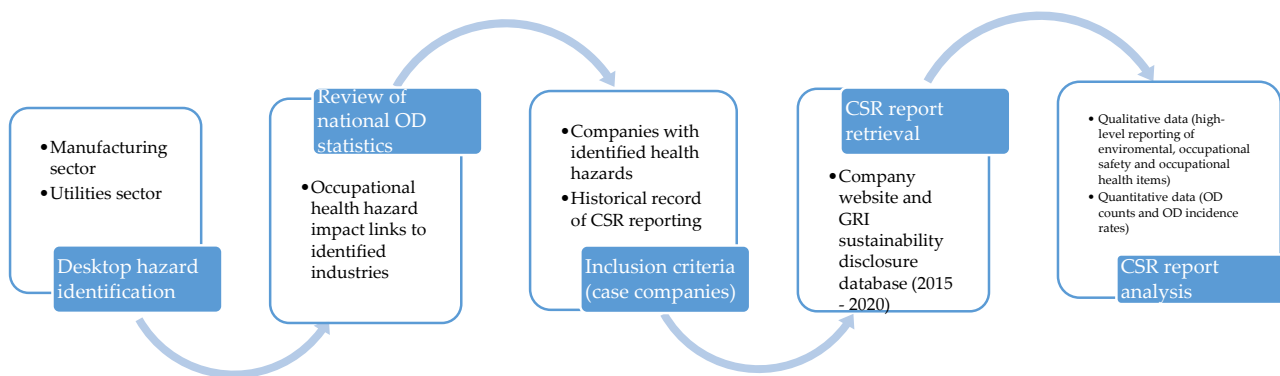 •Manufacturing
sector
•Utilities sector
Desktop hazard
identification
Review of
national OD
statistics
•Occupational
health hazard
impact links to
identified
industries
•Companies with
identified health
hazards
•Historical record
of CSR reporting
Inclusion criteria
(case companies)
CSR report
retrieval
•Company
website and
GRI
sustainability
disclosure
database (2015
- 2020)
• Qualitative data (high-
level reporting of
enviromental, occupational
safety and occupational
health items)
• Quantitative data (OD
counts and OD incidence
rates)
CSR report
analysis